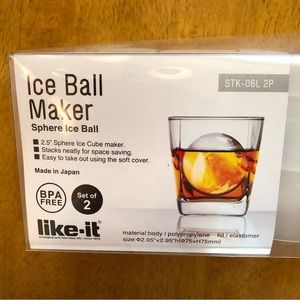 Ice Ball
Maker
Sphere Ice Ball
STK-06L 2P
2.5" Sphere Ice Cube maker.
Stacks neatly for space saving.
Easy to take out using the soft cover.
Made in Japan
BPA
FREE
Set of
2
like-it
material:body / polypropylene lid / elastomer
size:Φ2.95"×2.95"h(Φ75×H75mm)